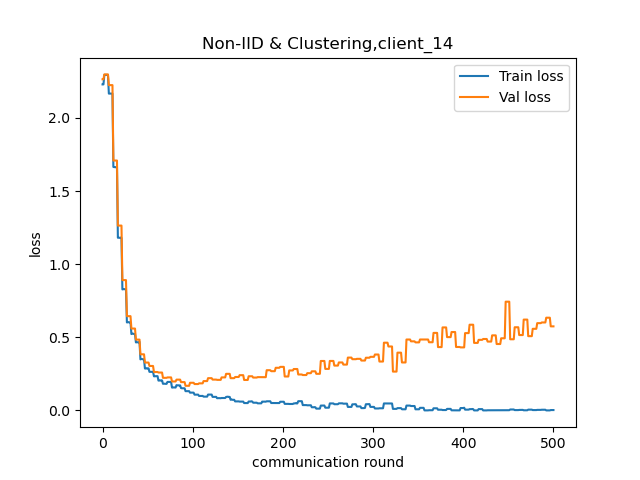 Non-IID & Clustering,client_14
Train loss
Val loss
2.0
1.5
1.0
0.5
0.0
loss
0
100
200
300
400
500
communication round